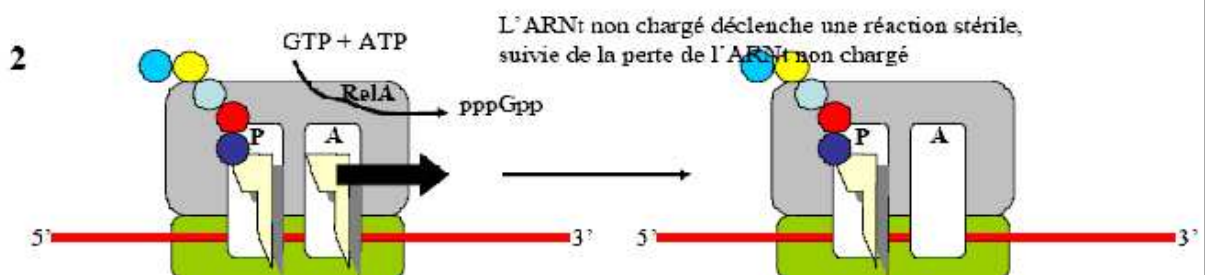 L'ARNt non chargé déclenche une réaction stérile,
suivie de la perte de l'ARNt non chargé
2
GTP + ATP
RelA
pppGpp
P
A
5'
3'
P
A
5'
3'